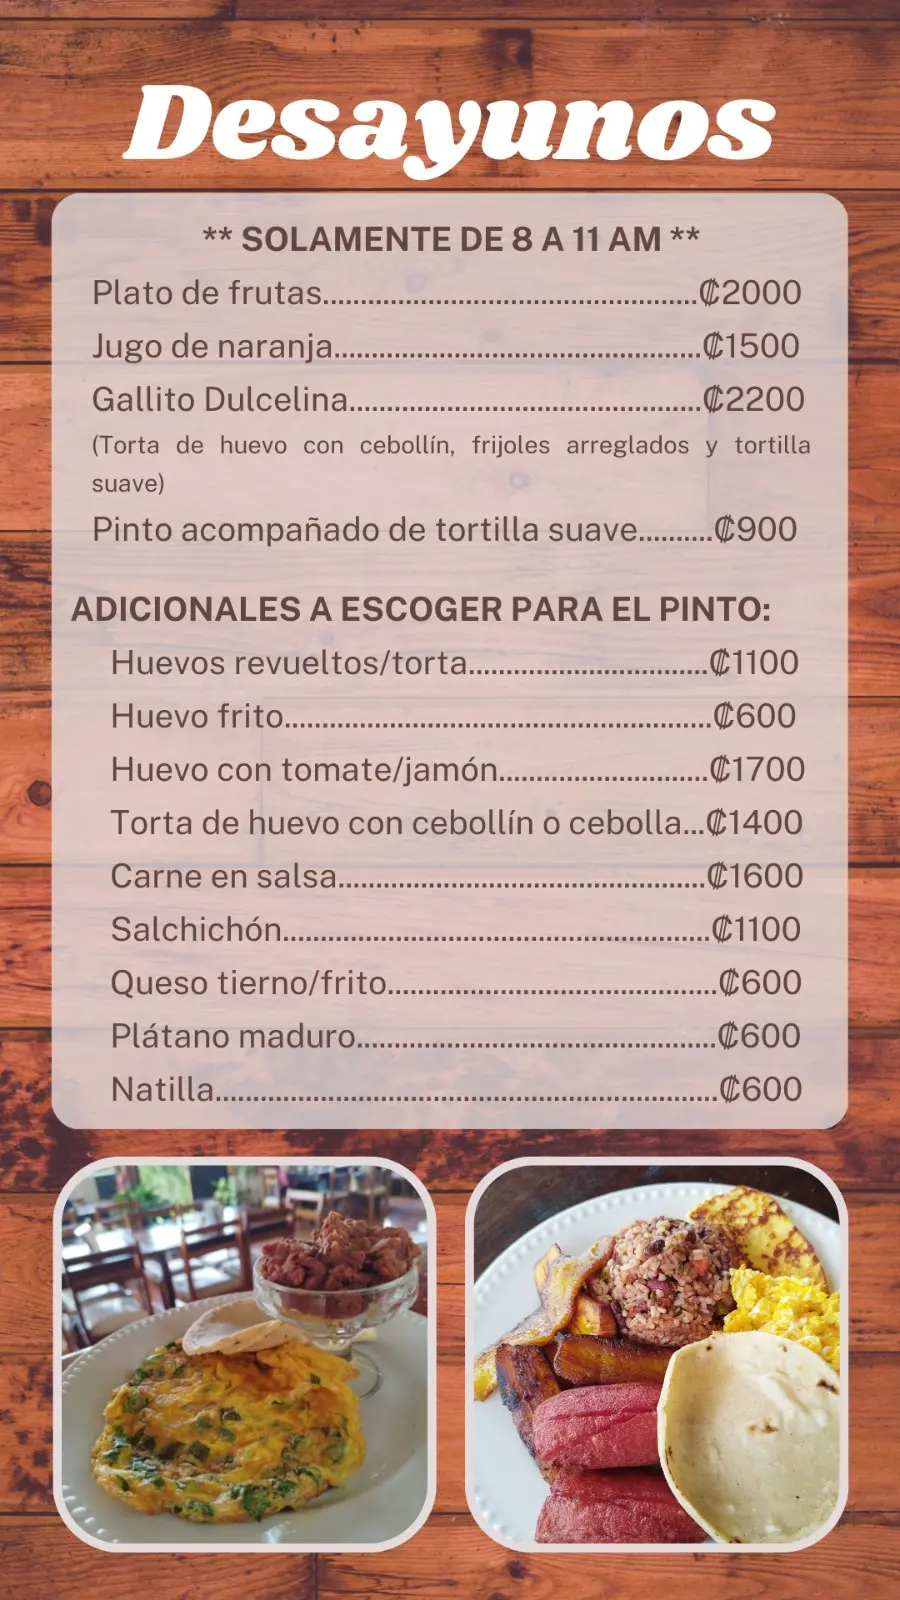 Desayunos
** SOLAMENTE DE 8 A 11 AM **
Plato de frutas.................................................₡2000
Jugo de naranja.................................................₡1500
Gallito Dulcelina...............................................₡2200
(Torta de huevo con cebollín, frijoles arreglados y tortilla
suave)
Pinto acompañado de tortilla suave..........₡900
ADICIONALES A ESCOGER PARA EL PINTO:
Huevos revueltos/torta................................₡1100
Huevo frito.........................................................₡600
Huevo con tomate/jamón............................₡1700
Torta de huevo con cebollín o cebolla...₡1400
Carne en salsa.................................................₡1600
Salchichón.........................................................₡1100
Queso tierno/frito............................................₡600
Plátano maduro................................................₡600
Natilla...................................................................₡600